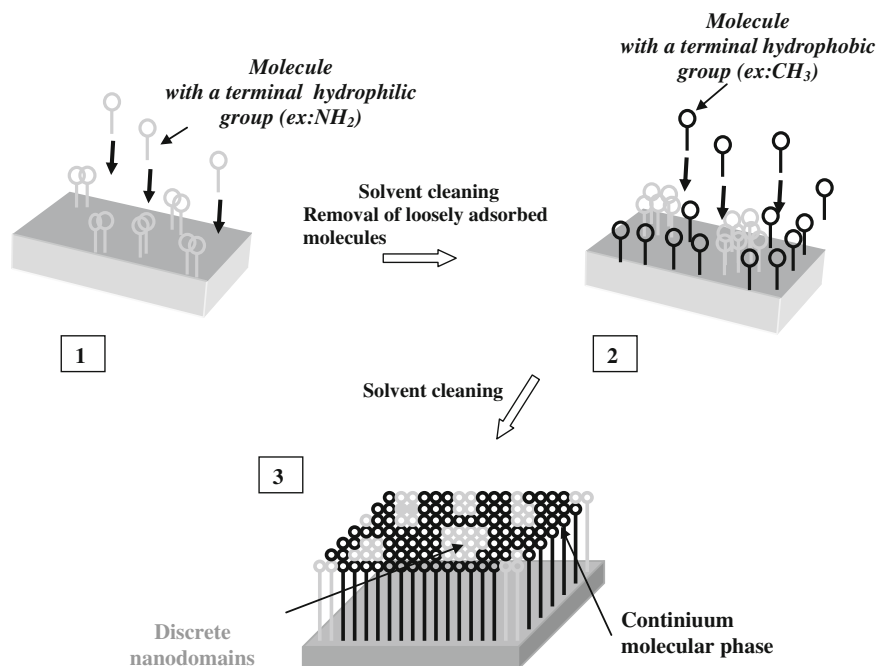 Molecule
with a terminal hydrophilic
group (ex:NH₂)
Molecule
with a terminal hydrophobic
group (ex:CH₃)
Solvent cleaning
Removal of loosely adsorbed
molecules
1
2
Solvent cleaning
3
Discrete
nanodomains
Continiuum
molecular phase